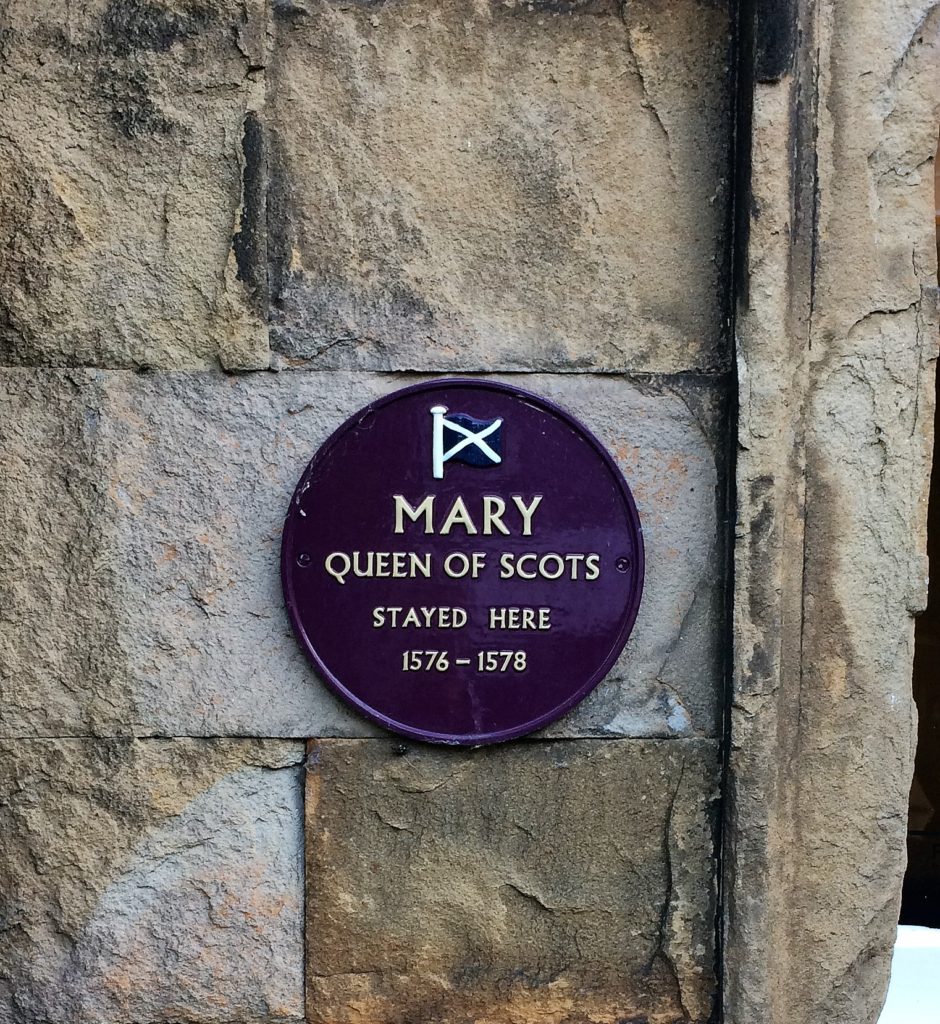 MARY
QUEEN OF SCOTS
STAYED HERE
1576 – 1578